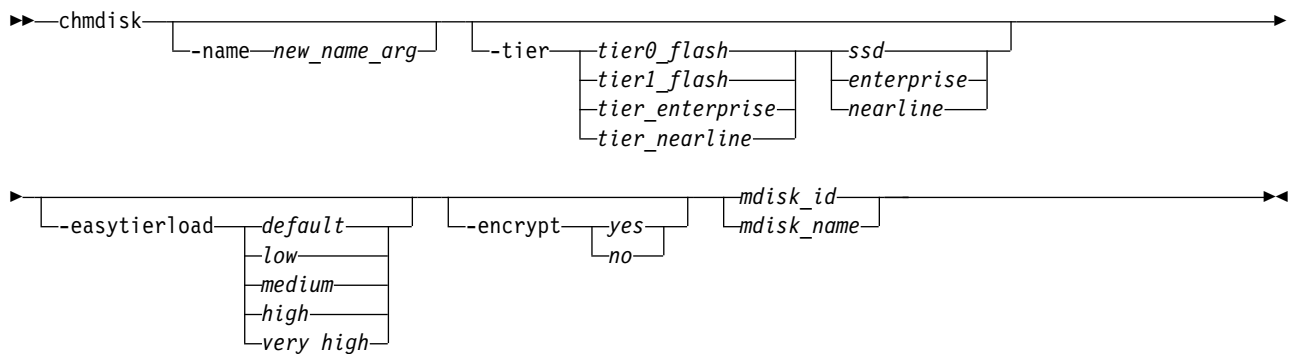 chmdisk
-name new_name_arg
-tier tier0_flash ssd
tier1_flash enterprise
tier_enterprise nearline
tier_nearline
-easytierload default
low
medium
high
very high
-encrypt yes
no
mdisk_id
mdisk_name